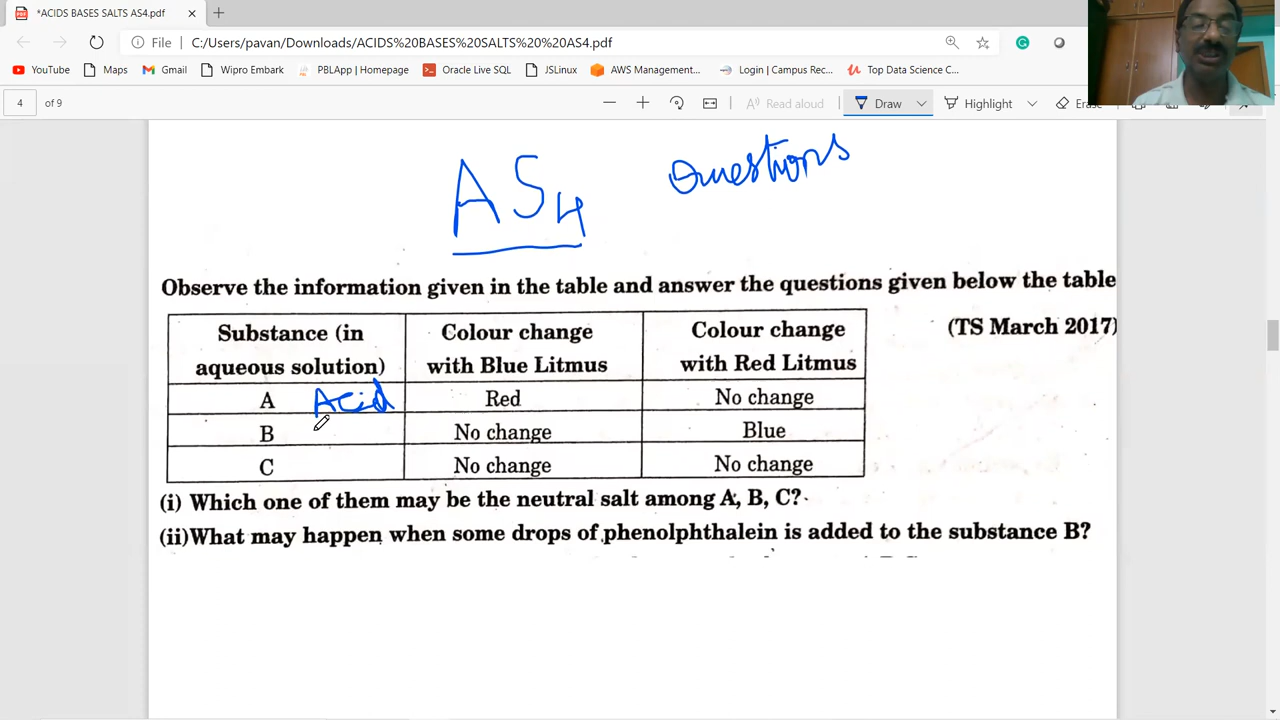 *ACIDS BASES SALTS AS4.pdf
File C:/Users/pavan/Downloads/ACIDS%20BASES%20SALTS%20%20AS4.pdf
YouTube Maps Gmail Wipro Embark PBLApp | Homepage Oracle Live SQL JSLinux AWS Management... Login | Campus Rec... Top Data Science C...
4 of 9 Read aloud Draw Highlight Erase
AS4 Questions
Observe the information given in the table and answer the questions given below the table
(TS March 2017)
Substance (in aqueous solution) Colour change with Blue Litmus Colour change with Red Litmus
A Acid Red No change
B No change Blue
C No change No change
(i) Which one of them may be the neutral salt among A, B, C?
(ii)What may happen when some drops of phenolphthalein is added to the substance B?